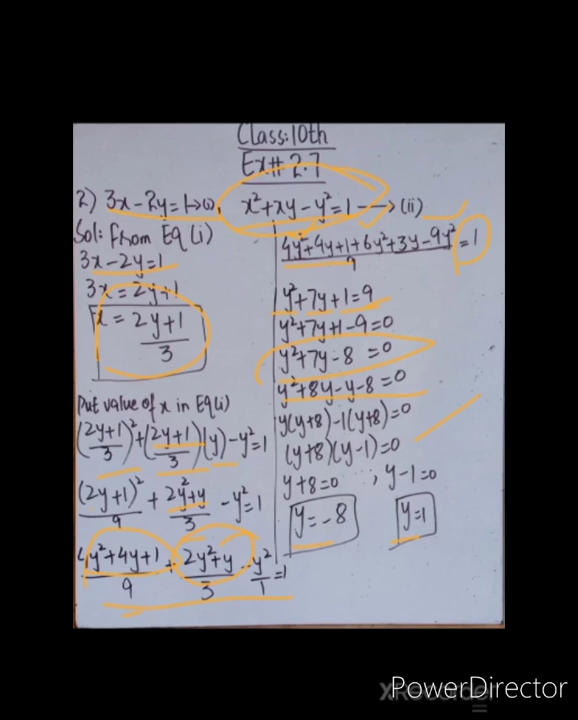 Class:10th
Ex# 2.7
2) 3x-2y=1→(i), x²+xy-y²=1→(ii)
Sol: From Eq(i)
3x-2y=1
3x=2y+1
x=2y+1/3
Put value of x in Eq(i)
(2y+1/3)²+(2y+1/3)(y)-y²=1
(2y+1)²/9+2y²+y/3-y²=1
4y²+4y+1/9+2y²+y/3-y²/1=1
4y²+4y+1+6y²+3y-9y²/9=1
y²+7y+1=9
y²+7y+1-9=0
y²+7y-8=0
y²+8y-y-8=0
y(y+8)-1(y+8)=0
(y+8)(y-1)=0
y+8=0 ; y-1=0
y=-8 y=1
PowerDirector